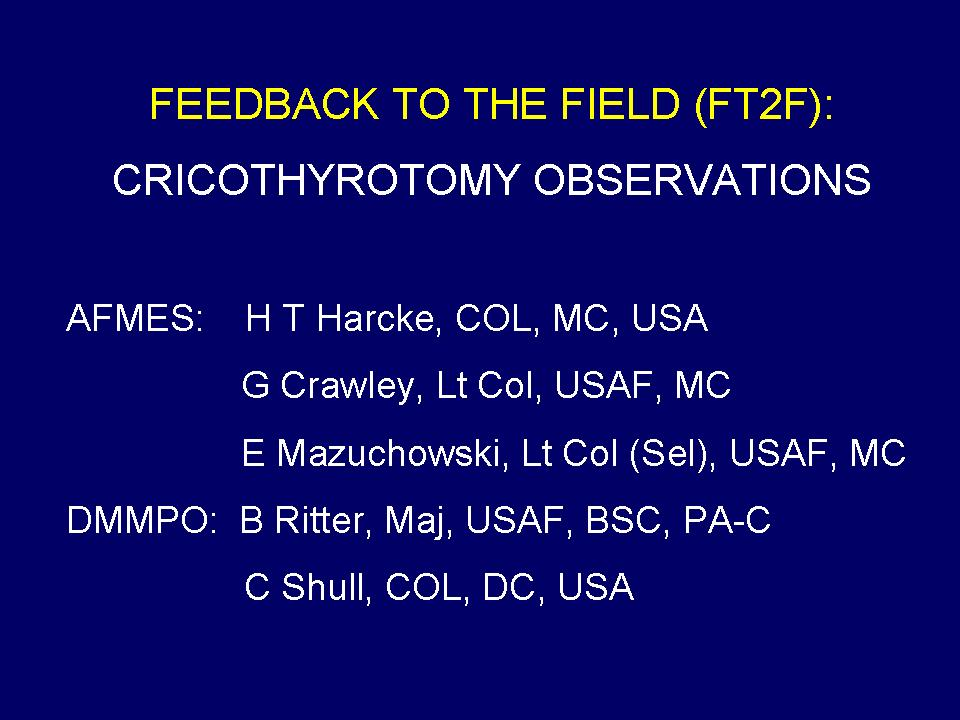 FEEDBACK TO THE FIELD (FT2F):
CRICOTHYROTOMY OBSERVATIONS
AFMES: H T Harcke, COL, MC, USA
G Crawley, Lt Col, USAF, MC
E Mazuchowski, Lt Col (Sel), USAF, MC
DMMPO: B Ritter, Maj, USAF, BSC, PA-C
C Shull, COL, DC, USA